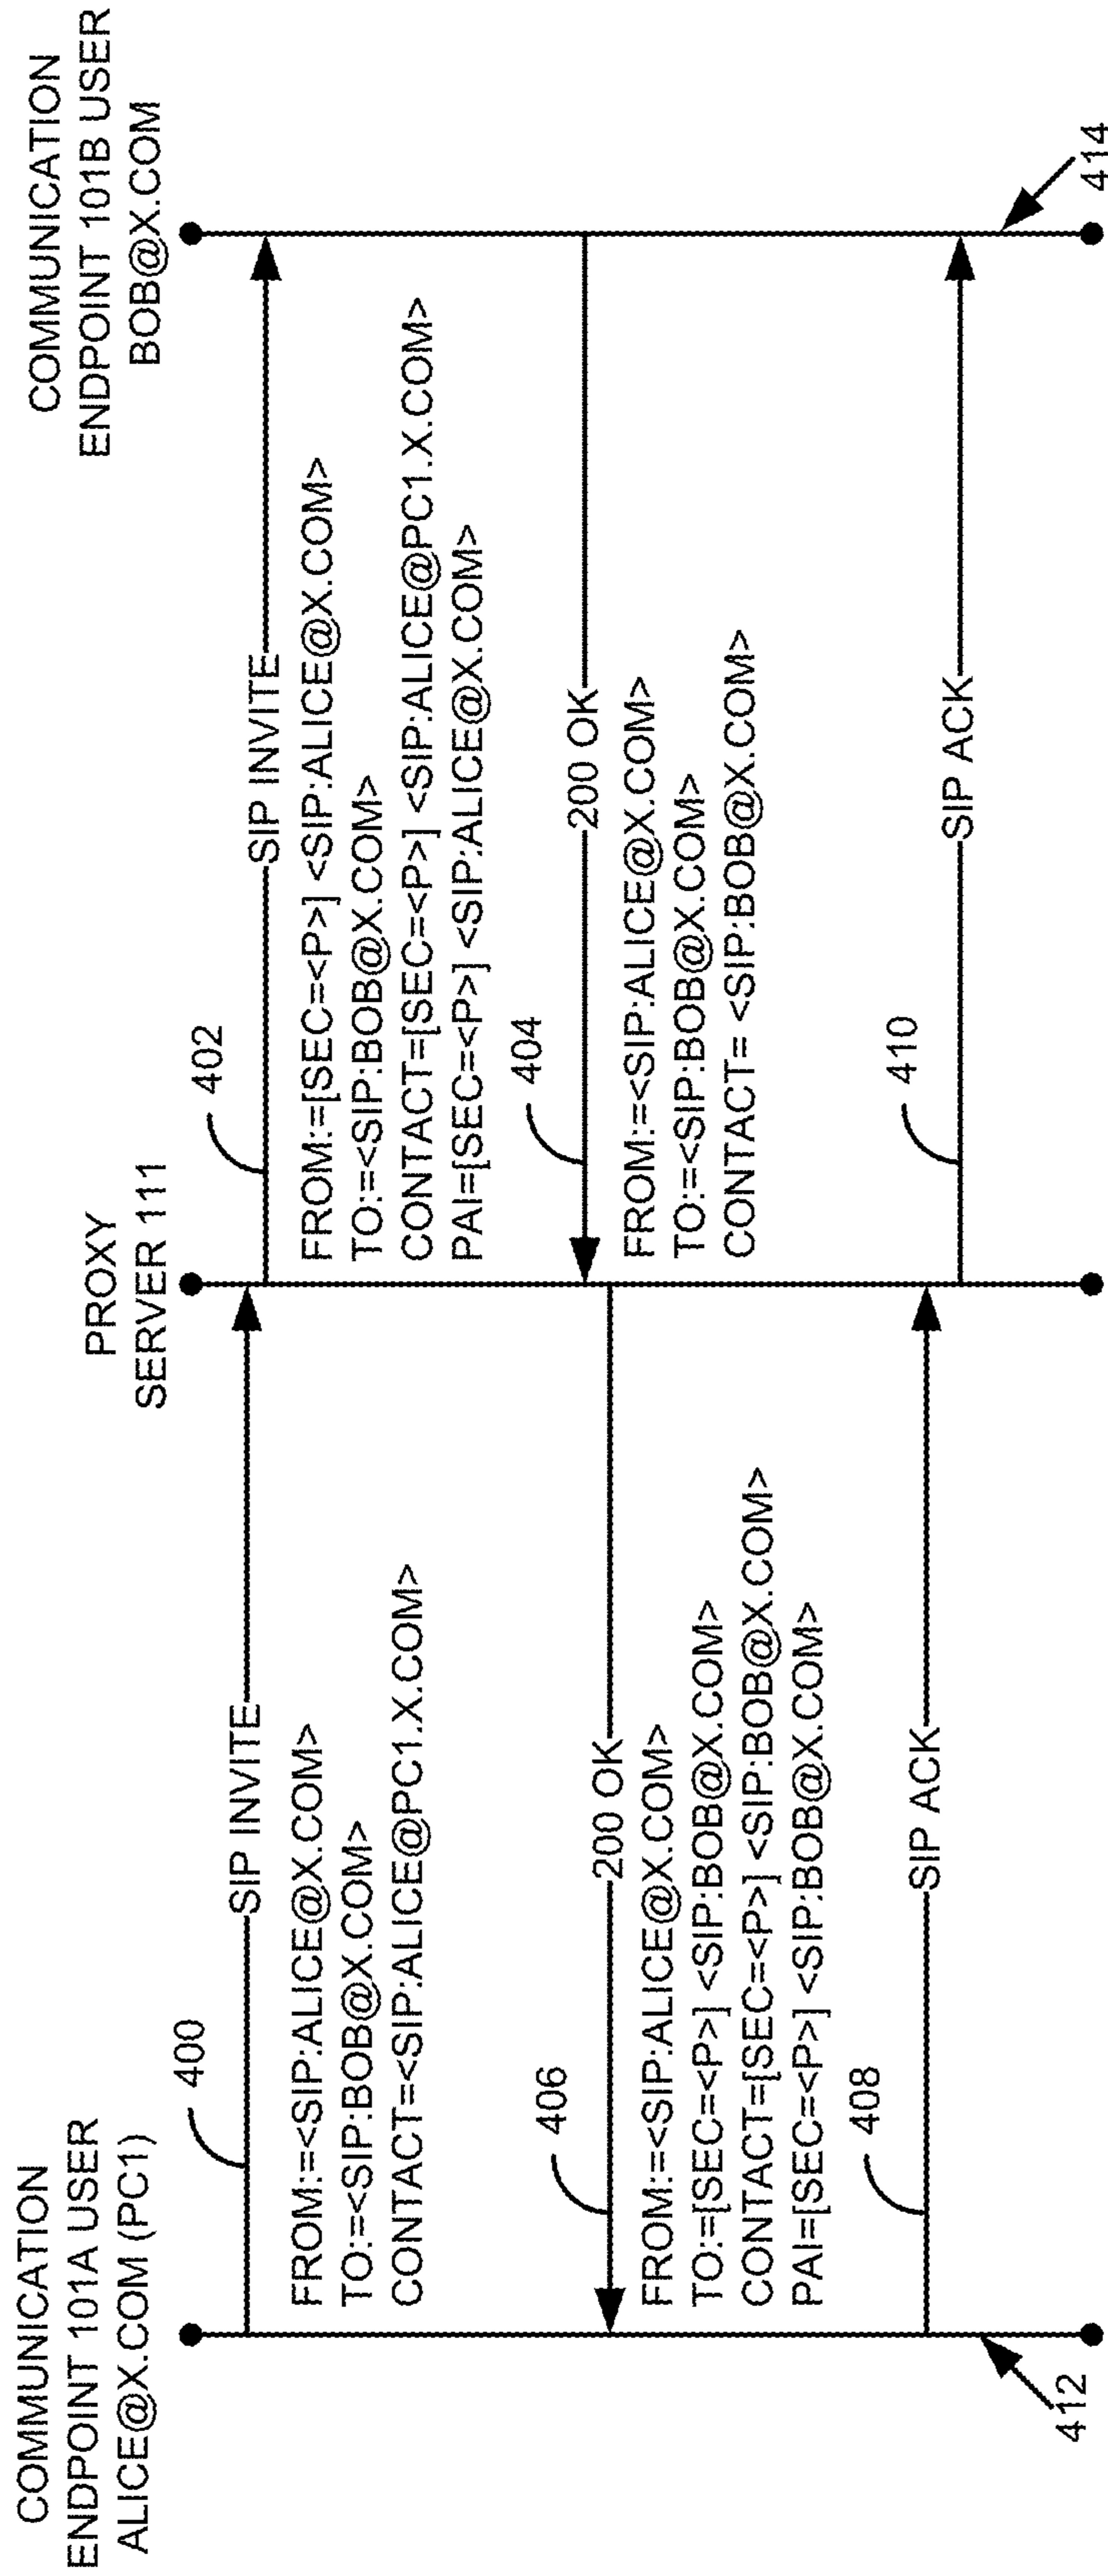 COMMUNICATION
ENDPOINT 101A USER
ALICE@X.COM (PC1)
PROXY
SERVER 111
COMMUNICATION
ENDPOINT 101B USER
BOB@X.COM
400
SIP INVITE
FROM:=<SIP:ALICE@X.COM>
TO:=<SIP:BOB@X.COM>
CONTACT=<SIP:ALICE@PC1.X.COM>
402
SIP INVITE
FROM:=[SEC=<P>] <SIP:ALICE@X.COM>
TO:=<SIP:BOB@X.COM>
CONTACT=[SEC=<P>] <SIP:ALICE@PC1.X.COM>
PAI=[SEC=<P>] <SIP:ALICE@X.COM>
404
200 OK
FROM:=<SIP:ALICE@X.COM>
TO:=<SIP:BOB@X.COM>
CONTACT= <SIP:BOB@X.COM>
406
200 OK
FROM:=<SIP:ALICE@X.COM>
TO:=[SEC=<P>] <SIP:BOB@X.COM>
CONTACT=[SEC=<P>] <SIP:BOB@X.COM>
PAI=[SEC=<P>] <SIP:BOB@X.COM>
408
SIP ACK
410
SIP ACK
412
414